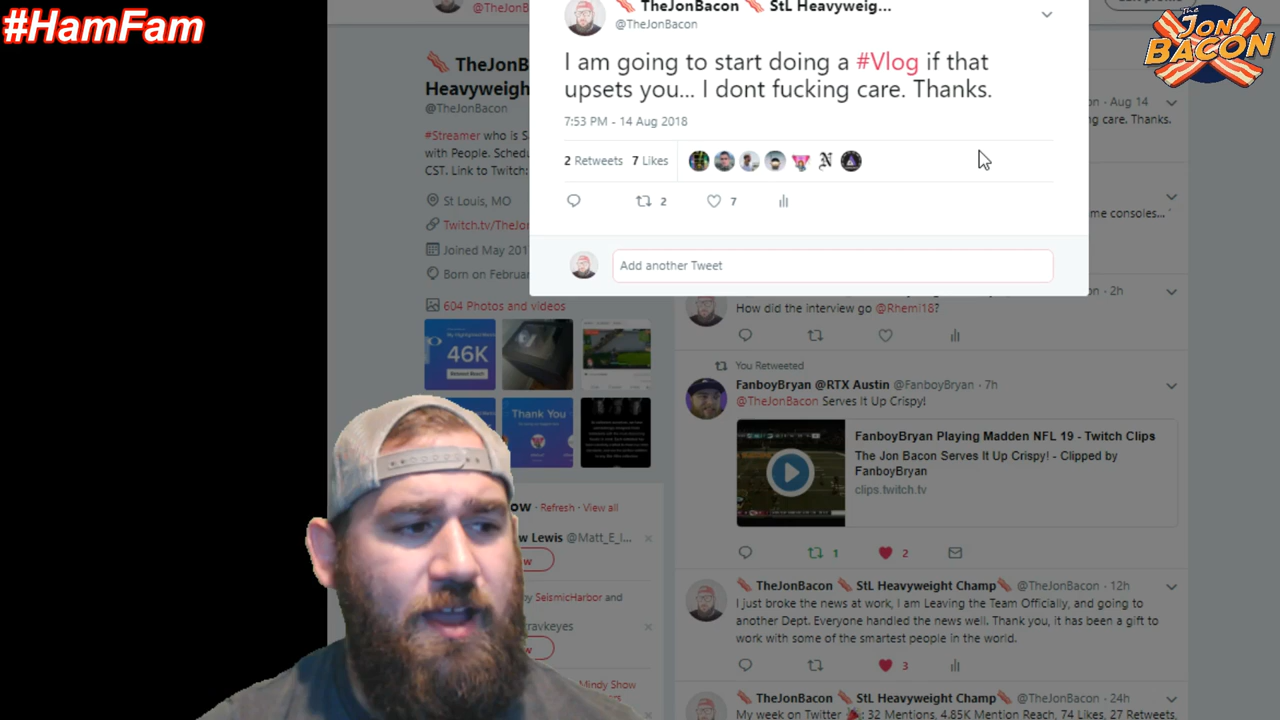 #HamFam
The
JON
BACON
@TheJonB
TheJonBacon StL Heavyweig...
@TheJonBacon
I am going to start doing a #Vlog if that
upsets you... I dont fucking care. Thanks.
7:53 PM - 14 Aug 2018
2 Retweets 7 Likes
2
7
Add another Tweet
TheJonB
Heavyweigh
@TheJonBacon
#Streamer who is S
with People. Schedu
CST. Link to Twitch:
St Louis, MO
Twitch.tv/TheJo
Joined May 201
Born on Februa
604 Photos and videos
46K
Thank You
ow · Refresh · View all
w Lewis @Matt_E_I...
w
by SeismicHarbor and
travkeyes
w
Mindy Show
· Aug 14
g care. Thanks.
me consoles...
on · 2h
How did the interview go @Rhemi18?
You Retweeted
FanboyBryan @RTX Austin @FanboyBryan · 7h
@TheJonBacon Serves It Up Crispy!
FanboyBryan Playing Madden NFL 19 - Twitch Clips
The Jon Bacon Serves It Up Crispy! - Clipped by
FanboyBryan
clips.twitch.tv
1
2
TheJonBacon StL Heavyweight Champ @TheJonBacon · 12h
I just broke the news at work, I am Leaving the Team Officially, and going to
another Dept. Everyone handled the news well. Thank you, it has been a gift to
work with some of the smartest people in the world.
3
TheJonBacon StL Heavyweight Champ @TheJonBacon · 24h
My week on Twitter : 32 Mentions, 4.85K Mention Reach, 74 Likes, 27 Retweets,